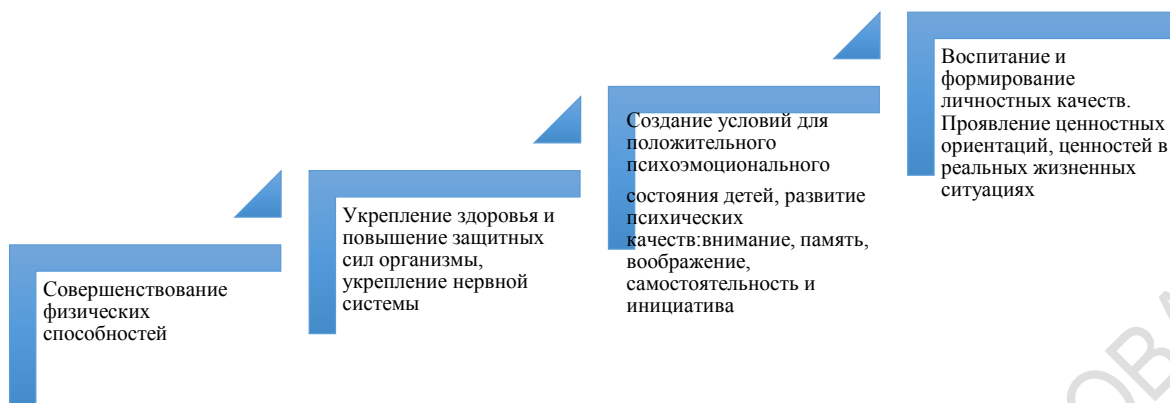 Совершенствование
физических
способностей
Укрепление здоровья и
повышение защитных
сил организмы,
укрепление нервной
системы
Создание условий для
положительного
психоэмоционального
состояния детей, развитие
психических
качеств:внимание, память,
воображение,
самостоятельность и
инициатива
Воспитание и
формирование
личностных качеств.
Проявление ценностных
ориентаций, ценностей в
реальных жизненных
ситуациях